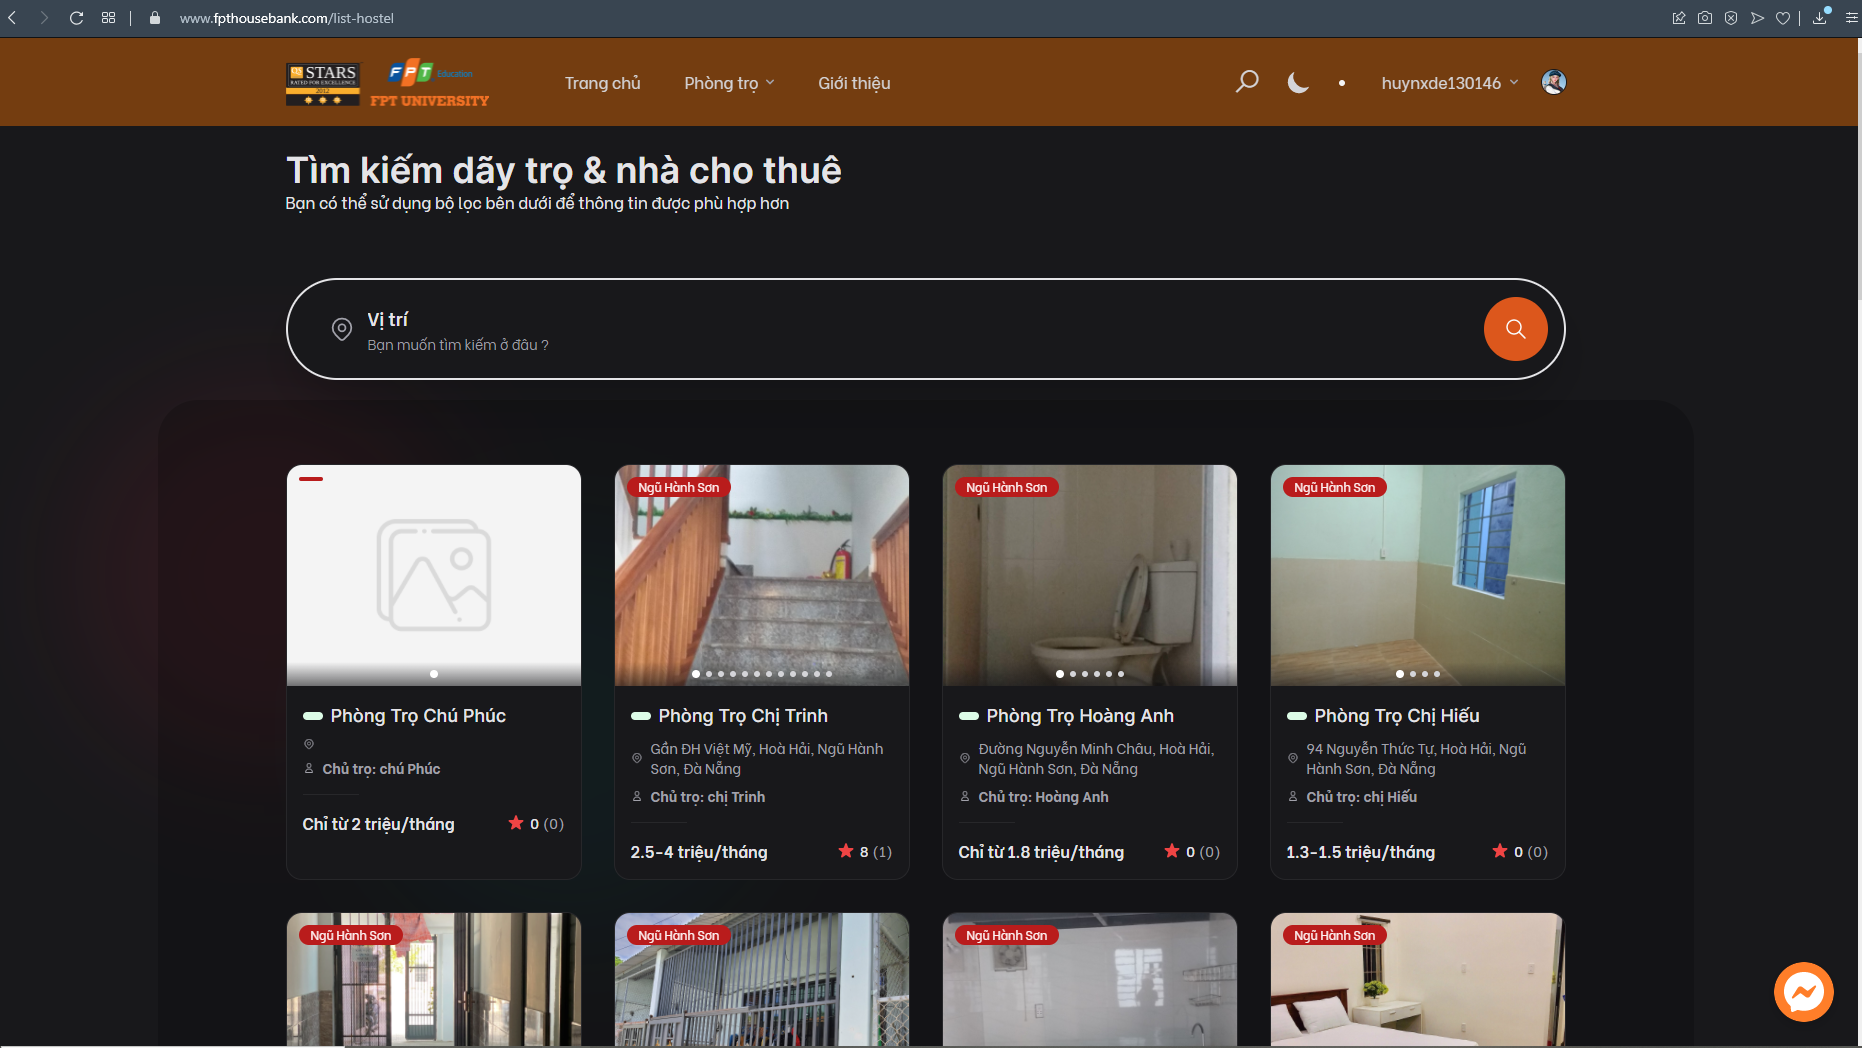 www.fpthousebank.com/list-hostel
QS STARS
RATED FOR EXCELLENCE
2012
FPT Education
FPT UNIVERSITY
Trang chủ
Phòng trọ
Giới thiệu
huynxde130146
Tìm kiếm dãy trọ & nhà cho thuê
Bạn có thể sử dụng bộ lọc bên dưới để thông tin được phù hợp hơn
Vị trí
Bạn muốn tìm kiếm ở đâu ?
Phòng Trọ Chú Phúc
Chủ trọ: chú Phúc
Chỉ từ 2 triệu/tháng
0 (0)
Ngũ Hành Sơn
Phòng Trọ Chị Trinh
Gần ĐH Việt Mỹ, Hoà Hải, Ngũ Hành
Sơn, Đà Nẵng
Chủ trọ: chị Trinh
2.5-4 triệu/tháng
8 (1)
Ngũ Hành Sơn
Phòng Trọ Hoàng Anh
Đường Nguyễn Minh Châu, Hoà Hải,
Ngũ Hành Sơn, Đà Nẵng
Chủ trọ: Hoàng Anh
Chỉ từ 1.8 triệu/tháng
0 (0)
Ngũ Hành Sơn
Phòng Trọ Chị Hiếu
94 Nguyễn Thức Tự, Hoà Hải, Ngũ
Hành Sơn, Đà Nẵng
Chủ trọ: chị Hiếu
1.3-1.5 triệu/tháng
0 (0)
Ngũ Hành Sơn
Ngũ Hành Sơn
Ngũ Hành Sơn
Ngũ Hành Sơn